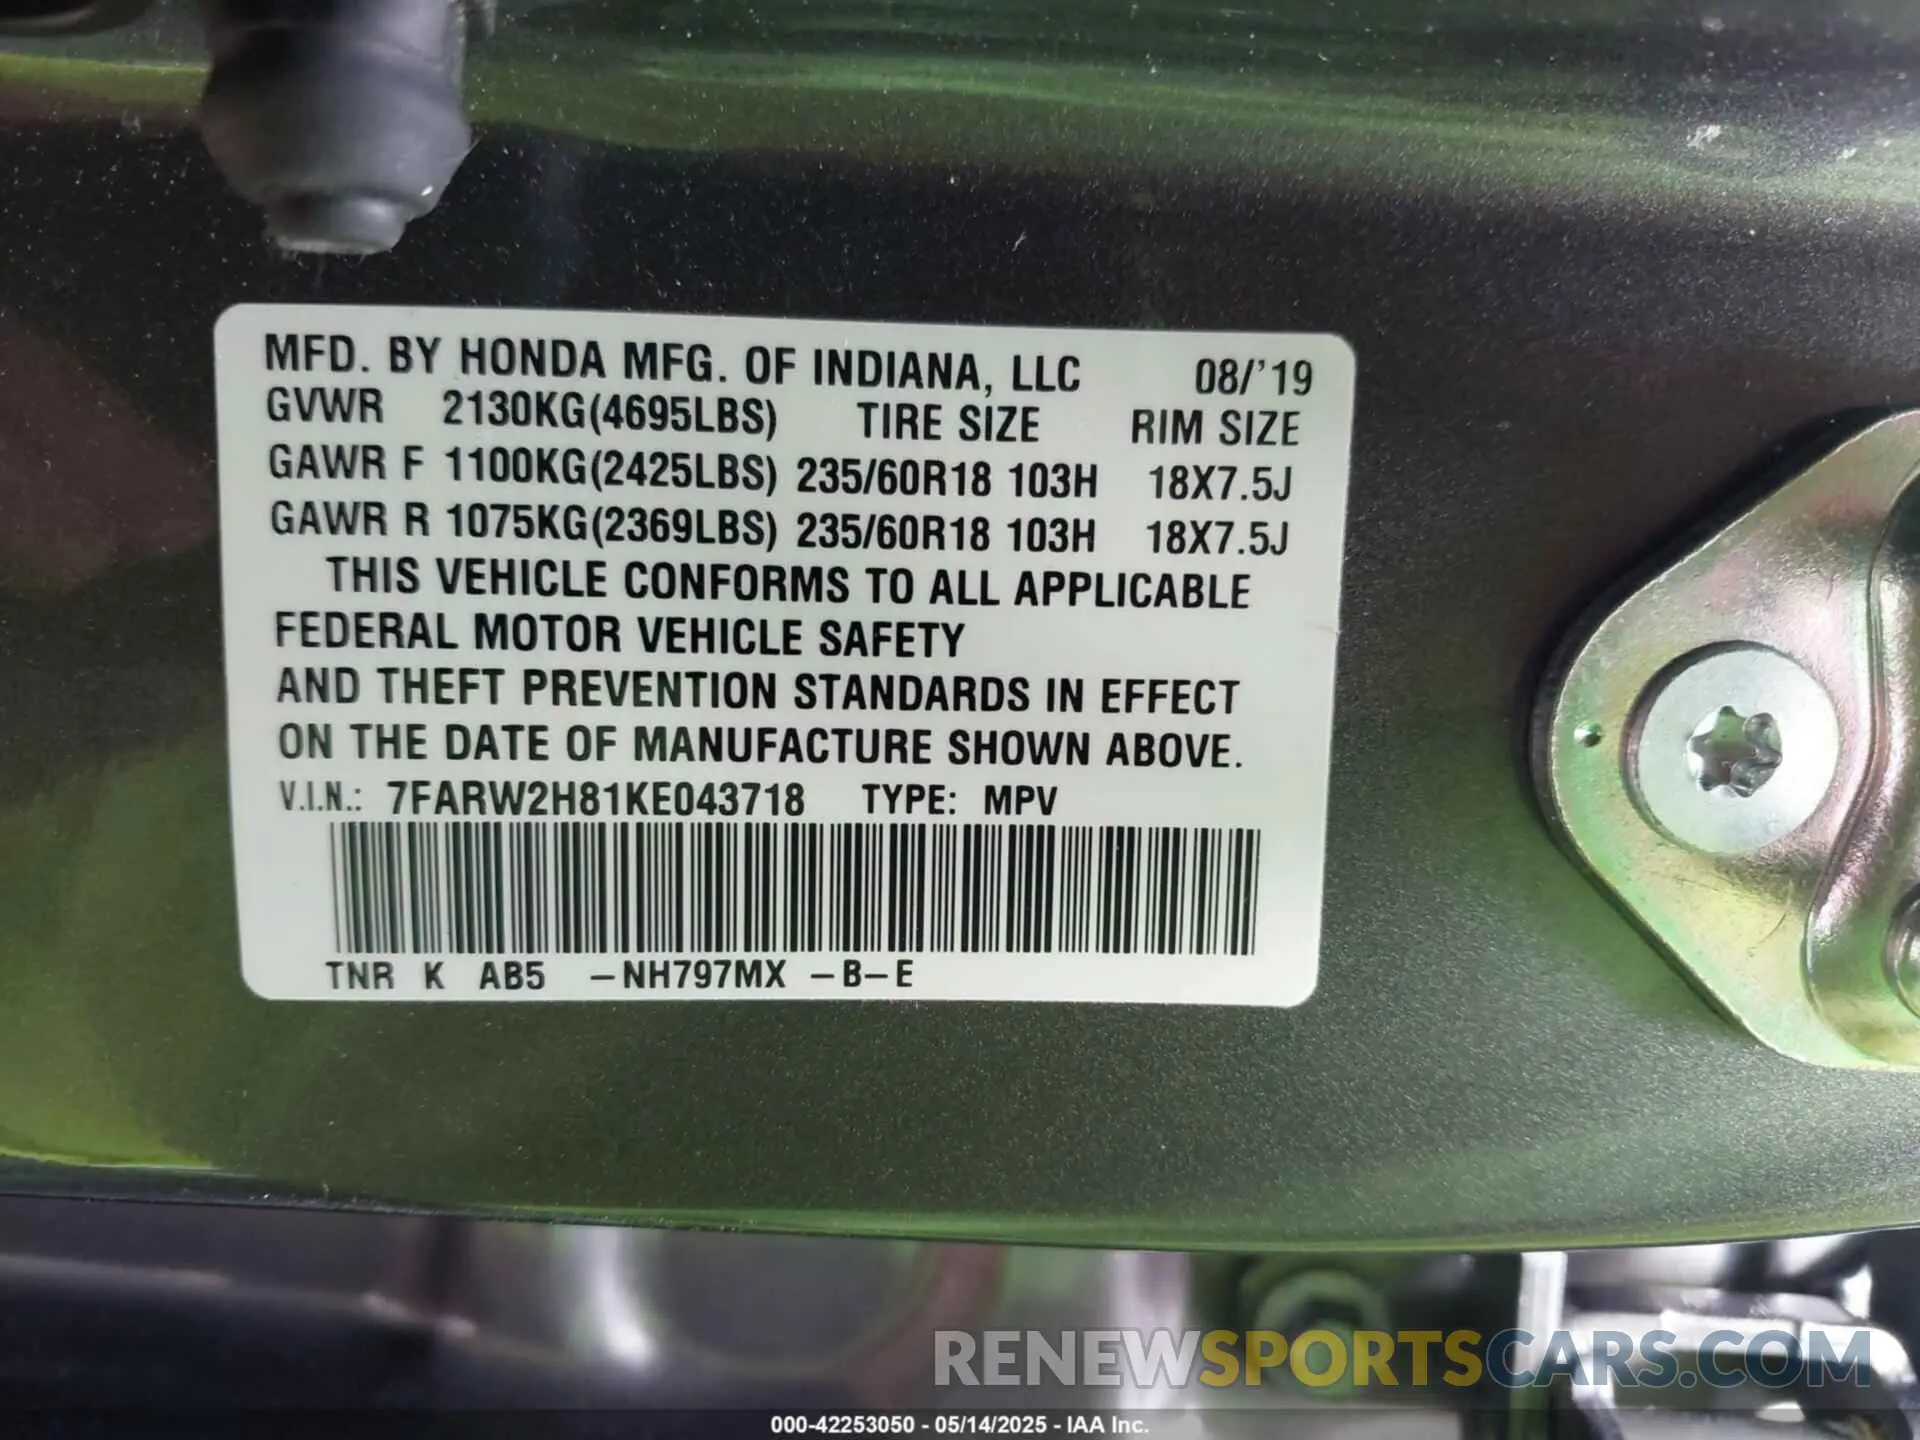 MFD. BY HONDA MFG. OF INDIANA, LLC 08/'19
GVWR 2130KG(4695LBS) TIRE SIZE RIM SIZE
GAWR F 1100KG(2425LBS) 235/60R18 103H 18X7.5J
GAWR R 1075KG(2369LBS) 235/60R18 103H 18X7.5J
THIS VEHICLE CONFORMS TO ALL APPLICABLE
FEDERAL MOTOR VEHICLE SAFETY
AND THEFT PREVENTION STANDARDS IN EFFECT
ON THE DATE OF MANUFACTURE SHOWN ABOVE.
V.I.N.: 7FARW2H81KE043718 TYPE: MPV
TNR K AB5 -NH797MX -B-E
RENEWSPORTSCARS.COM
000-42253050 - 05/14/2025 - IAA Inc.